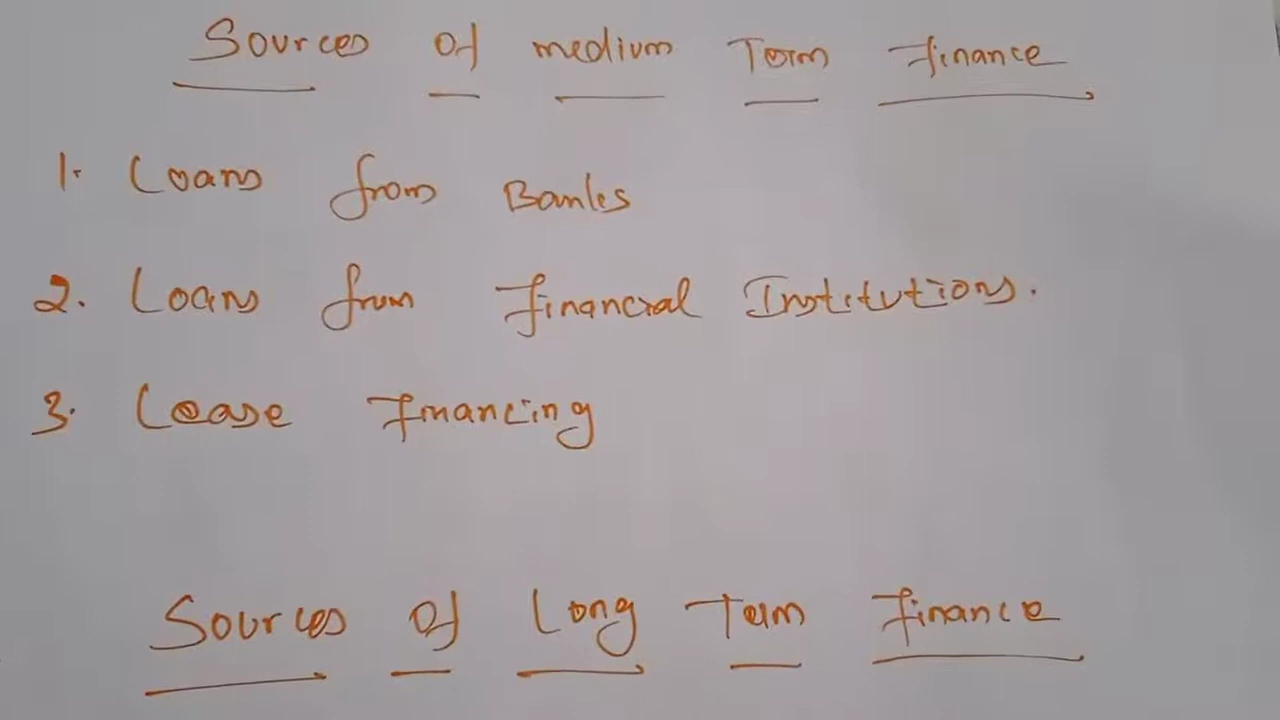 Sources of medium Term Finance
1. Loans from Banks
2. Loans from Financial Institutions.
3. Lease Financing
Sources of Long Term Finance